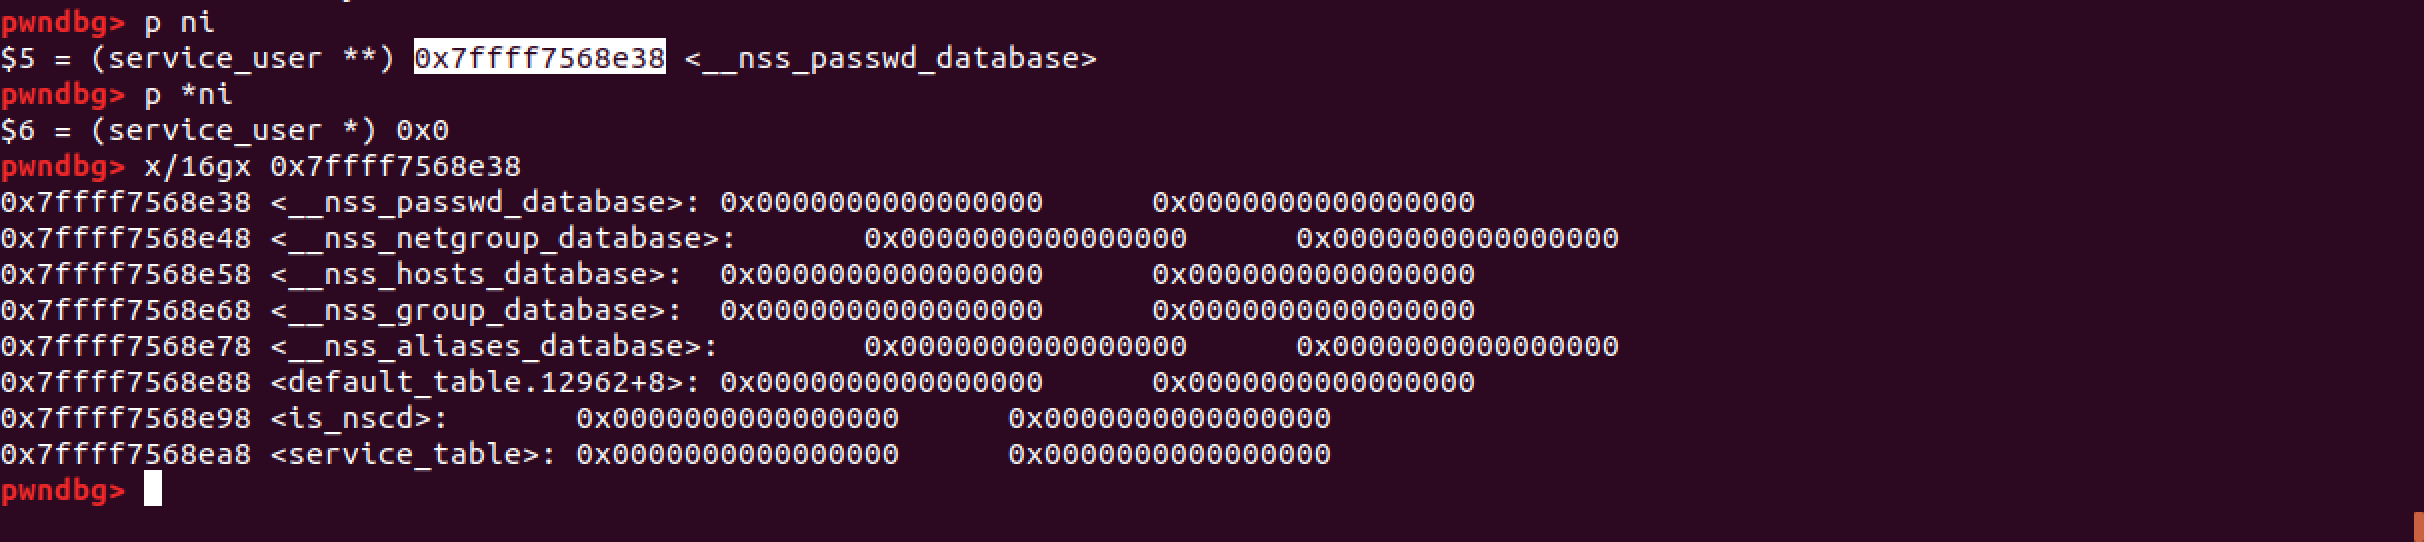 pwndbg> p ni
$5 = (service_user **) 0x7ffff7568e38 <__nss_passwd_database>
pwndbg> p *ni
$6 = (service_user *) 0x0
pwndbg> x/16gx 0x7ffff7568e38
0x7ffff7568e38 <__nss_passwd_database>: 0x0000000000000000 0x0000000000000000
0x7ffff7568e48 <__nss_netgroup_database>: 0x0000000000000000 0x0000000000000000
0x7ffff7568e58 <__nss_hosts_database>: 0x0000000000000000 0x0000000000000000
0x7ffff7568e68 <__nss_group_database>: 0x0000000000000000 0x0000000000000000
0x7ffff7568e78 <__nss_aliases_database>: 0x0000000000000000 0x0000000000000000
0x7ffff7568e88 <default_table.12962+8>: 0x0000000000000000 0x0000000000000000
0x7ffff7568e98 <is_nscd>: 0x0000000000000000 0x0000000000000000
0x7ffff7568ea8 <service_table>: 0x0000000000000000 0x0000000000000000
pwndbg>